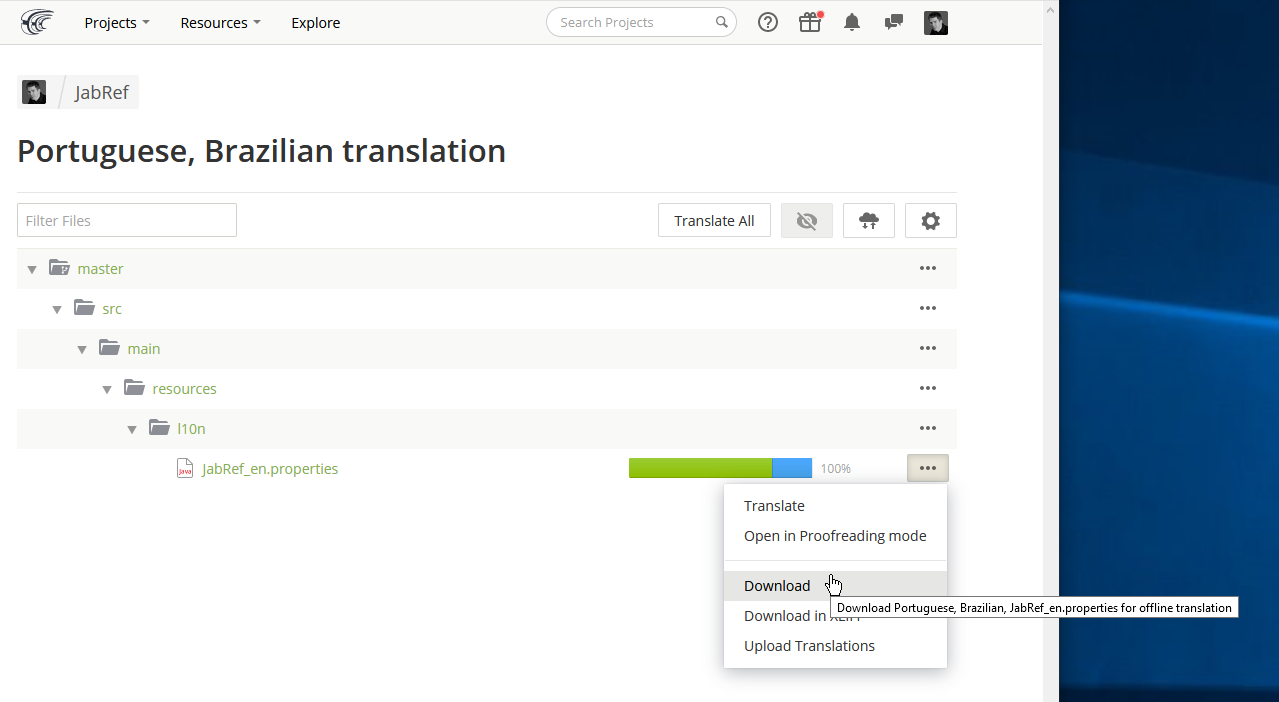 Projects Resources Explore Search Projects
JabRef
Portuguese, Brazilian translation
Filter Files Translate All
master
src
main
resources
l10n
JabRef_en.properties 100%
Translate
Open in Proofreading mode
Download
Download Portuguese, Brazilian, JabRef_en.properties for offline translation
Download in
Upload Translations